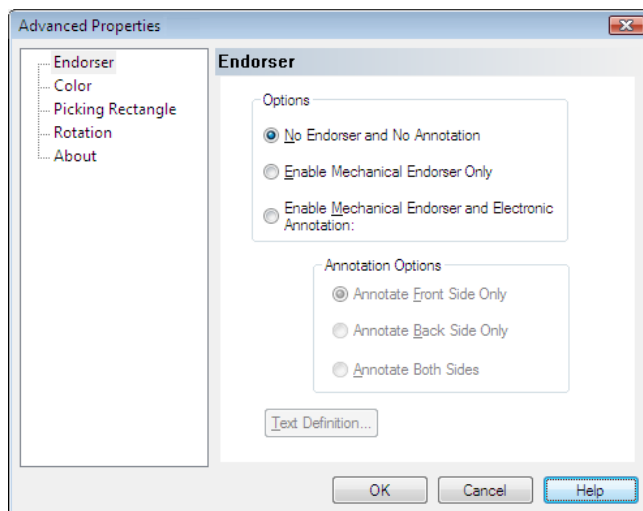 Advanced Properties
Endorser
Color
Picking Rectangle
Rotation
About
Endorser
Options
No Endorser and No Annotation
Enable Mechanical Endorser Only
Enable Mechanical Endorser and Electronic
Annotation:
Annotation Options
Annotate Front Side Only
Annotate Back Side Only
Annotate Both Sides
Text Definition...
OK
Cancel
Help